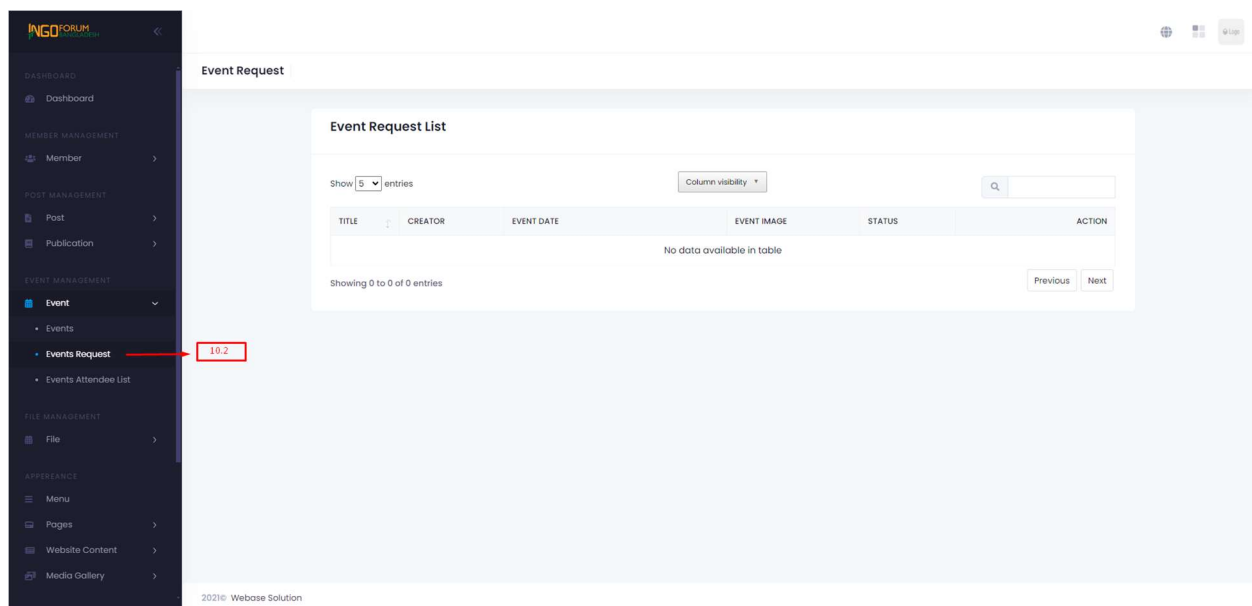 INGO FORUM
BANGLADESH
DASHBOARD
Dashboard
MEMBER MANAGEMENT
Member
POST MANAGEMENT
Post
Publication
EVENT MANAGEMENT
Event
Events
Events Request
Events Attendee List
FILE MANAGEMENT
File
APPEREANCE
Menu
Pages
Website Content
Media Gallery
10.2
Event Request
Event Request List
Show 5 entries
Column visibility
TITLE CREATOR EVENT DATE EVENT IMAGE STATUS ACTION
No data available in table
Showing 0 to 0 of 0 entries
Previous Next
2021© Webase Solution